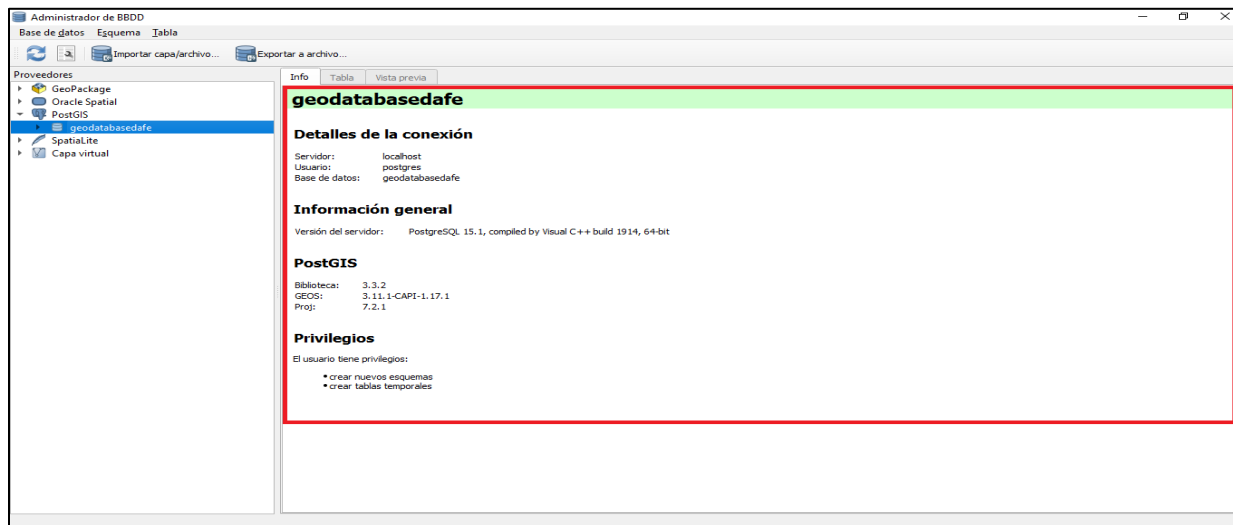 Administrador de BBDD
Base de datos Esquema Tabla
Importar capa/archivo... Exportar a archivo...
Proveedores
GeoPackage
Oracle Spatial
PostGIS
geodatabasedafe
SpatiaLite
Capa virtual
Info Tabla Vista previa
geodatabasedafe
Detalles de la conexión
Servidor: localhost
Usuario: postgres
Base de datos: geodatabasedafe
Información general
Versión del servidor: PostgreSQL 15.1, compiled by Visual C++ build 1914, 64-bit
PostGIS
Biblioteca: 3.3.2
GEOS: 3.11.1-CAPI-1.17.1
Proj: 7.2.1
Privilegios
El usuario tiene privilegios:
• crear nuevos esquemas
• crear tablas temporales